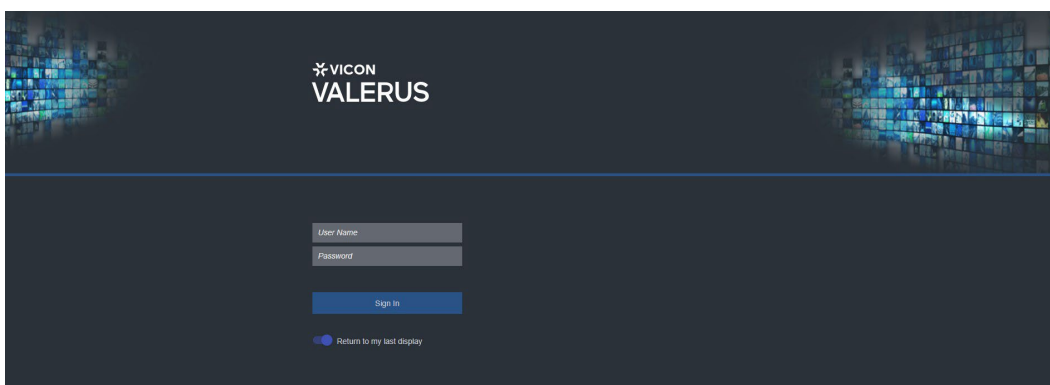 VICON
VALERUS
User Name
Password
Sign In
Return to my last display